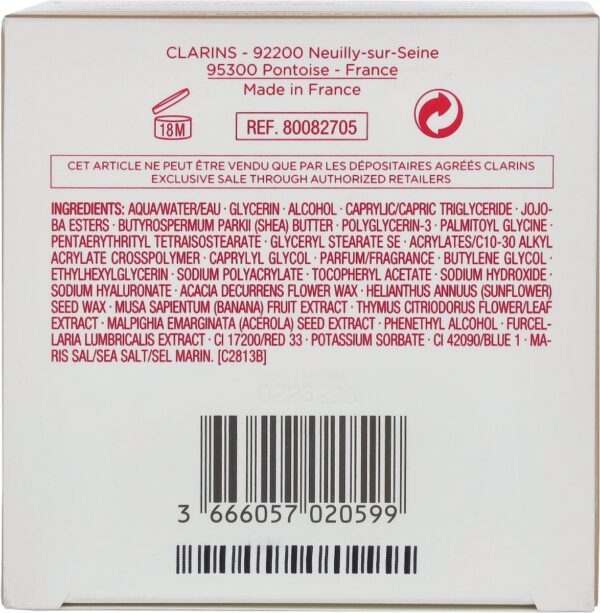 CLARINS - 92200 Neuilly-sur-Seine
95300 Pontoise - France
Made in France
18M
REF. 80082705
CET ARTICLE NE PEUT ÊTRE VENDU QUE PAR LES DÉPOSITAIRES AGRÉÉS CLARINS
EXCLUSIVE SALE THROUGH AUTHORIZED RETAILERS
INGREDIENTS: AQUA/WATER/EAU · GLYCERIN · ALCOHOL · CAPRYLIC/CAPRIC TRIGLYCERIDE · JOJO-
BA ESTERS · BUTYROSPERMUM PARKII (SHEA) BUTTER · POLYGLYCERIN-3 · PALMITOYL GLYCINE ·
PENTAERYTHRITYL TETRAISOSTEARATE · GLYCERYL STEARATE SE · ACRYLATES/C10-30 ALKYL
ACRYLATE CROSSPOLYMER · CAPRYLYL GLYCOL · PARFUM/FRAGRANCE · BUTYLENE GLYCOL ·
ETHYLHEXYLGLYCERIN · SODIUM POLYACRYLATE · TOCOPHERYL ACETATE · SODIUM HYDROXIDE ·
SODIUM HYALURONATE · ACACIA DECURRENS FLOWER WAX · HELIANTHUS ANNUUS (SUNFLOWER)
SEED WAX · MUSA SAPIENTUM (BANANA) FRUIT EXTRACT · THYMUS CITRIODORUS FLOWER/LEAF
EXTRACT · MALPIGHIA EMARGINATA (ACEROLA) SEED EXTRACT · PHENETHYL ALCOHOL · FURCEL-
LARIA LUMBRICALIS EXTRACT · CI 17200/RED 33 · POTASSIUM SORBATE · CI 42090/BLUE 1 · MA-
RIS SAL/SEA SALT/SEL MARIN. [C2813B]
3 666057 020599